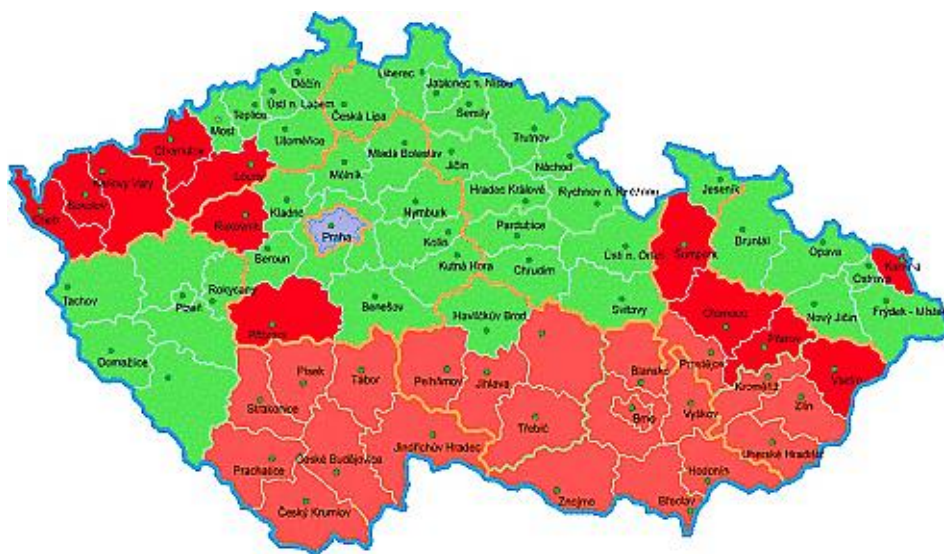 Děčín
Liberec
Jablonec n. Nisou
Ústí n. Labem
Teplice
Česká Lípa
Semily
Most
Litoměřice
Trutnov
Chomutov
Mladá Boleslav
Jičín
Náchod
Louny
Mělník
Karlovy Vary
Jeseník
Sokolov
Hradec Králové
Rychnov n. Kněžnou
Cheb
Kladno
Nymburk
Rakovník
Praha
Pardubice
Bruntál
Kolín
Opava
Ústí n. Orlicí
Šumperk
Beroun
Kutná Hora
Chrudim
Karviná
Ostrava
Tachov
Rokycany
Plzeň
Benešov
Svitavy
Frýdek - Místek
Havlíčkův Brod
Olomouc
Nový Jičín
Příbram
Přerov
Domažlice
Prostějov
Písek
Tábor
Pelhřimov
Jihlava
Blansko
Vsetín
Kroměříž
Strakonice
Zlín
Vyškov
Brno
Třebíč
Jindřichův Hradec
Uherské Hradiště
Prachatice
České Budějovice
Hodonín
Znojmo
Břeclav
Český Krumlov